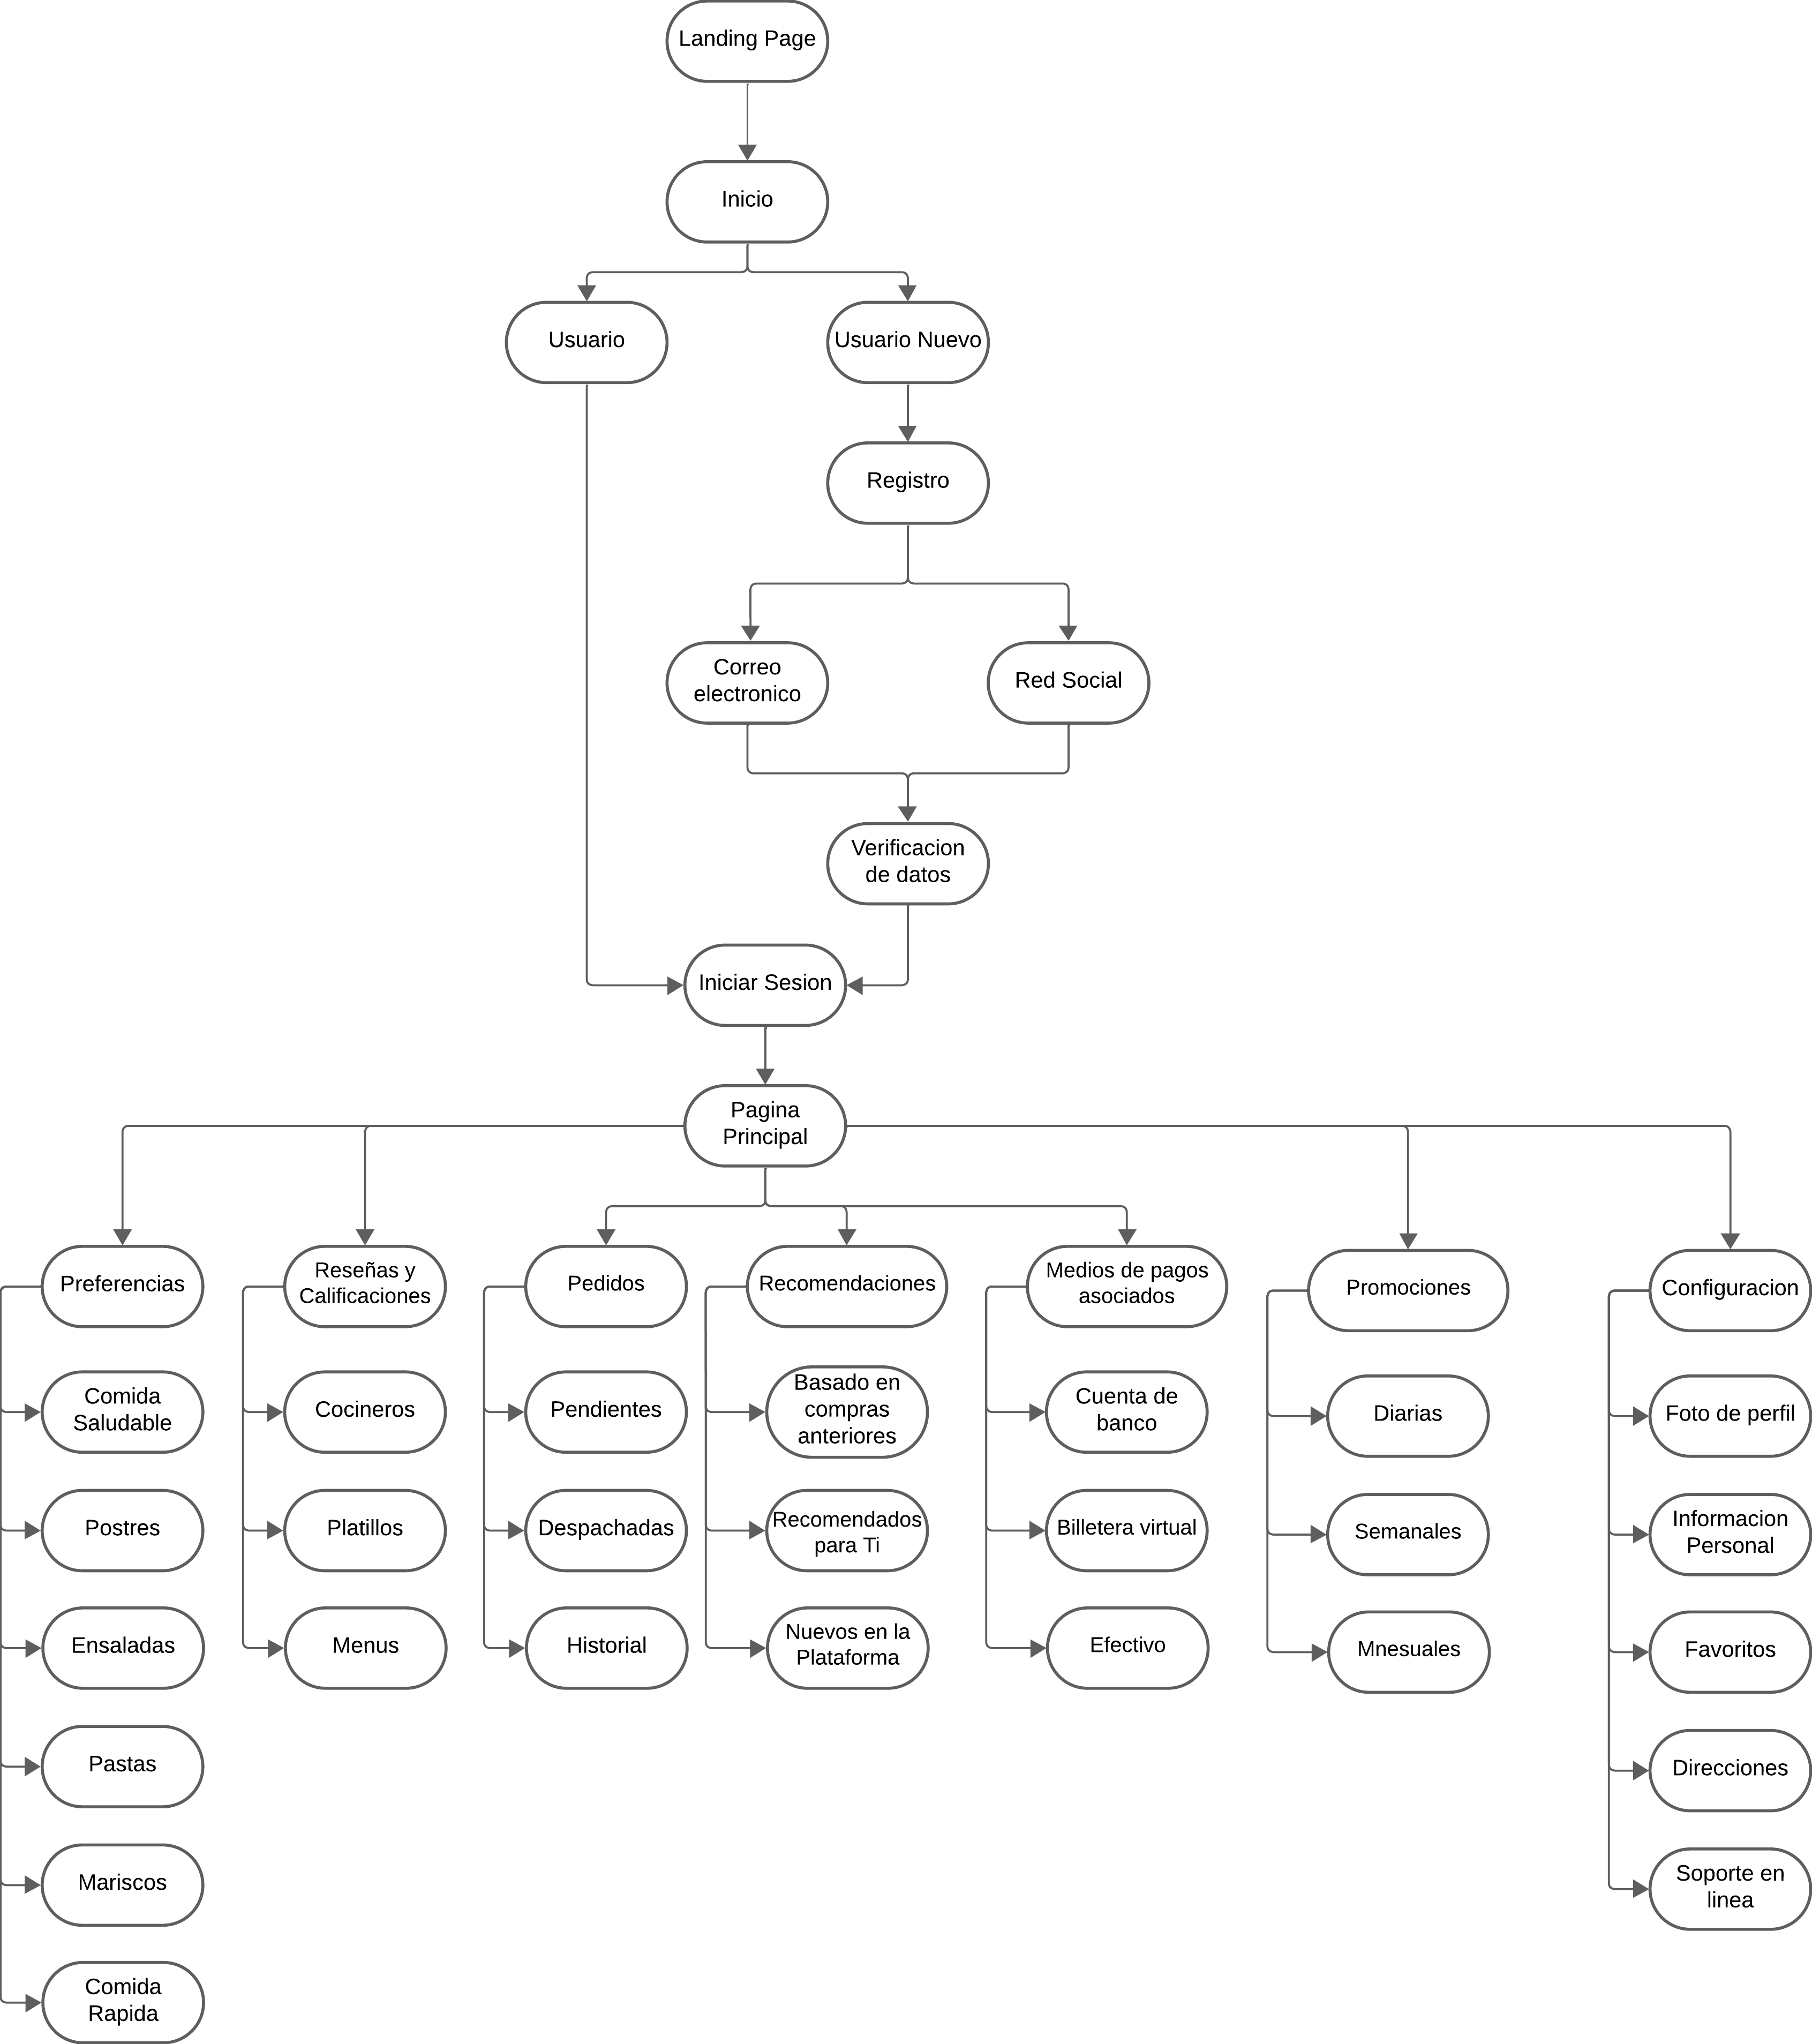 Landing Page
Inicio
Usuario
Usuario Nuevo
Registro
Correo
electronico
Red Social
Verificacion
de datos
Iniciar Sesion
Pagina
Principal
Preferencias
Comida
Saludable
Postres
Ensaladas
Pastas
Mariscos
Comida
Rapida
Reseñas y
Calificaciones
Cocineros
Platillos
Menus
Pedidos
Pendientes
Despachadas
Historial
Recomendaciones
Basado en
compras
anteriores
Recomendados
para Ti
Nuevos en la
Plataforma
Medios de pagos
asociados
Cuenta de
banco
Billetera virtual
Efectivo
Promociones
Diarias
Semanales
Mnesuales
Configuracion
Foto de perfil
Informacion
Personal
Favoritos
Direcciones
Soporte en
linea